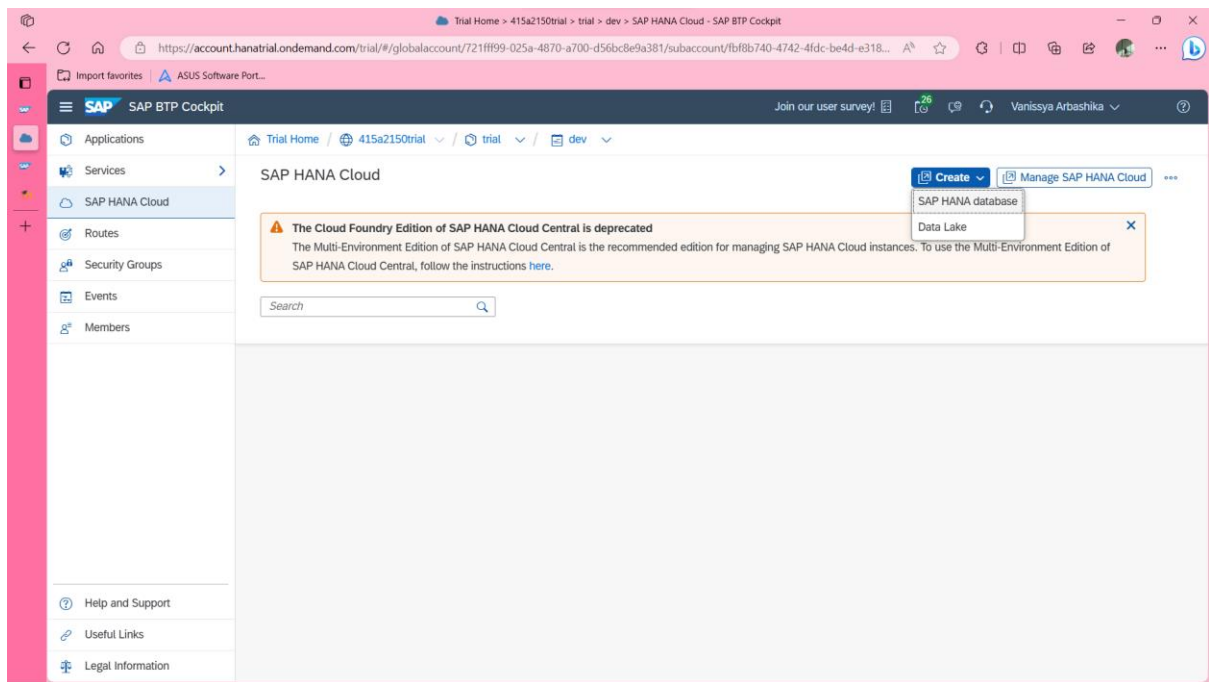 Trial Home > 415a2150trial > trial > dev > SAP HANA Cloud - SAP BTP Cockpit
https://account.hanatrial.ondemand.com/trial/#/globalaccount/721fff99-025a-4870-a700-d56bc8e9a381/subaccount/fbf8b740-4742-4fdc-be4d-e318...
Import favorites
ASUS Software Port...
SAP SAP BTP Cockpit
Join our user survey!
26
Vanissya Arbashika
Applications
Services
SAP HANA Cloud
Routes
Security Groups
Events
Members
Help and Support
Useful Links
Legal Information
Trial Home / 415a2150trial / trial / dev
SAP HANA Cloud
Create
Manage SAP HANA Cloud
SAP HANA database
Data Lake
The Cloud Foundry Edition of SAP HANA Cloud Central is deprecated
The Multi-Environment Edition of SAP HANA Cloud Central is the recommended edition for managing SAP HANA Cloud instances. To use the Multi-Environment Edition of
SAP HANA Cloud Central, follow the instructions here.
Search